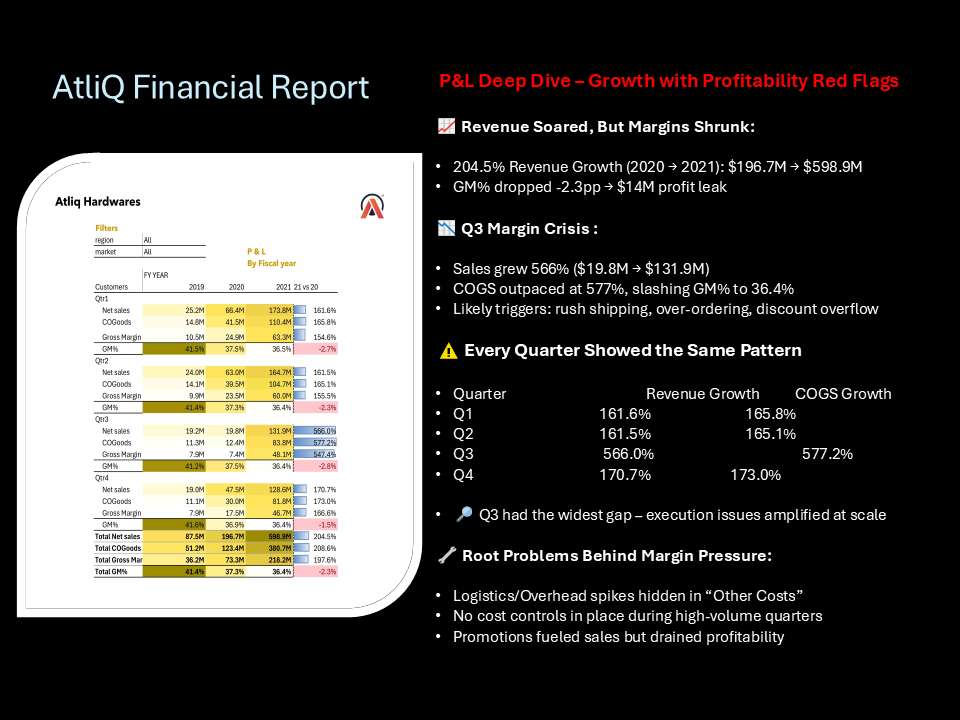 AtliQ Financial Report
Atliq Hardwares
Filters
region All
market All
P & L
By Fiscal year
FY YEAR
Customers 2019 2020 2021 21 vs 20
Qtr1
Net sales 25.2M 66.4M 173.8M 161.6%
COGoods 14.8M 41.5M 110.4M 165.8%
Gross Margin 10.5M 24.9M 63.3M 154.6%
GM% 41.5% 37.5% 36.5% -2.7%
Qtr2
Net sales 24.0M 63.0M 164.7M 161.5%
COGoods 14.1M 39.5M 104.7M 165.1%
Gross Margin 9.9M 23.5M 60.0M 155.5%
GM% 41.4% 37.3% 36.4% -2.3%
Qtr3
Net sales 19.2M 19.8M 131.9M 566.0%
COGoods 11.3M 12.4M 83.8M 577.2%
Gross Margin 7.9M 7.4M 48.1M 547.4%
GM% 41.2% 37.5% 36.4% -2.8%
Qtr4
Net sales 19.0M 47.5M 128.6M 170.7%
COGoods 11.1M 30.0M 81.8M 173.0%
Gross Margin 7.9M 17.5M 46.7M 166.6%
GM% 41.6% 36.9% 36.4% -1.5%
Total Net sales 87.5M 196.7M 598.9M 204.5%
Total COGoods 51.2M 123.4M 380.7M 208.6%
Total Gross Mar 36.2M 73.3M 218.2M 197.6%
Total GM% 41.4% 37.3% 36.4% -2.3%
P&L Deep Dive – Growth with Profitability Red Flags
📈 Revenue Soared, But Margins Shrunk:
• 204.5% Revenue Growth (2020 → 2021): $196.7M → $598.9M
• GM% dropped -2.3pp → $14M profit leak
📉 Q3 Margin Crisis :
• Sales grew 566% ($19.8M → $131.9M)
• COGS outpaced at 577%, slashing GM% to 36.4%
• Likely triggers: rush shipping, over-ordering, discount overflow
⚠️ Every Quarter Showed the Same Pattern
• Quarter Revenue Growth COGS Growth
• Q1 161.6% 165.8%
• Q2 161.5% 165.1%
• Q3 566.0% 577.2%
• Q4 170.7% 173.0%
• 🔎 Q3 had the widest gap – execution issues amplified at scale
🔧 Root Problems Behind Margin Pressure:
• Logistics/Overhead spikes hidden in “Other Costs”
• No cost controls in place during high-volume quarters
• Promotions fueled sales but drained profitability